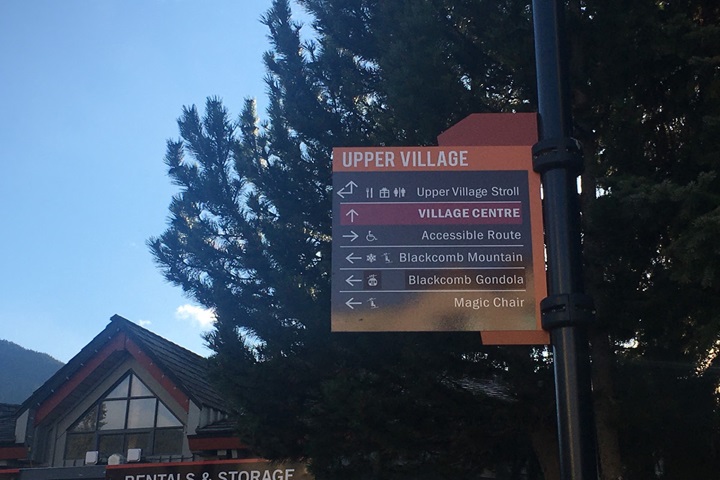 UPPER VILLAGE
Upper Village Stroll
VILLAGE CENTRE
Accessible Route
Blackcomb Mountain
Blackcomb Gondola
Magic Chair
RENTALS & STORAGE